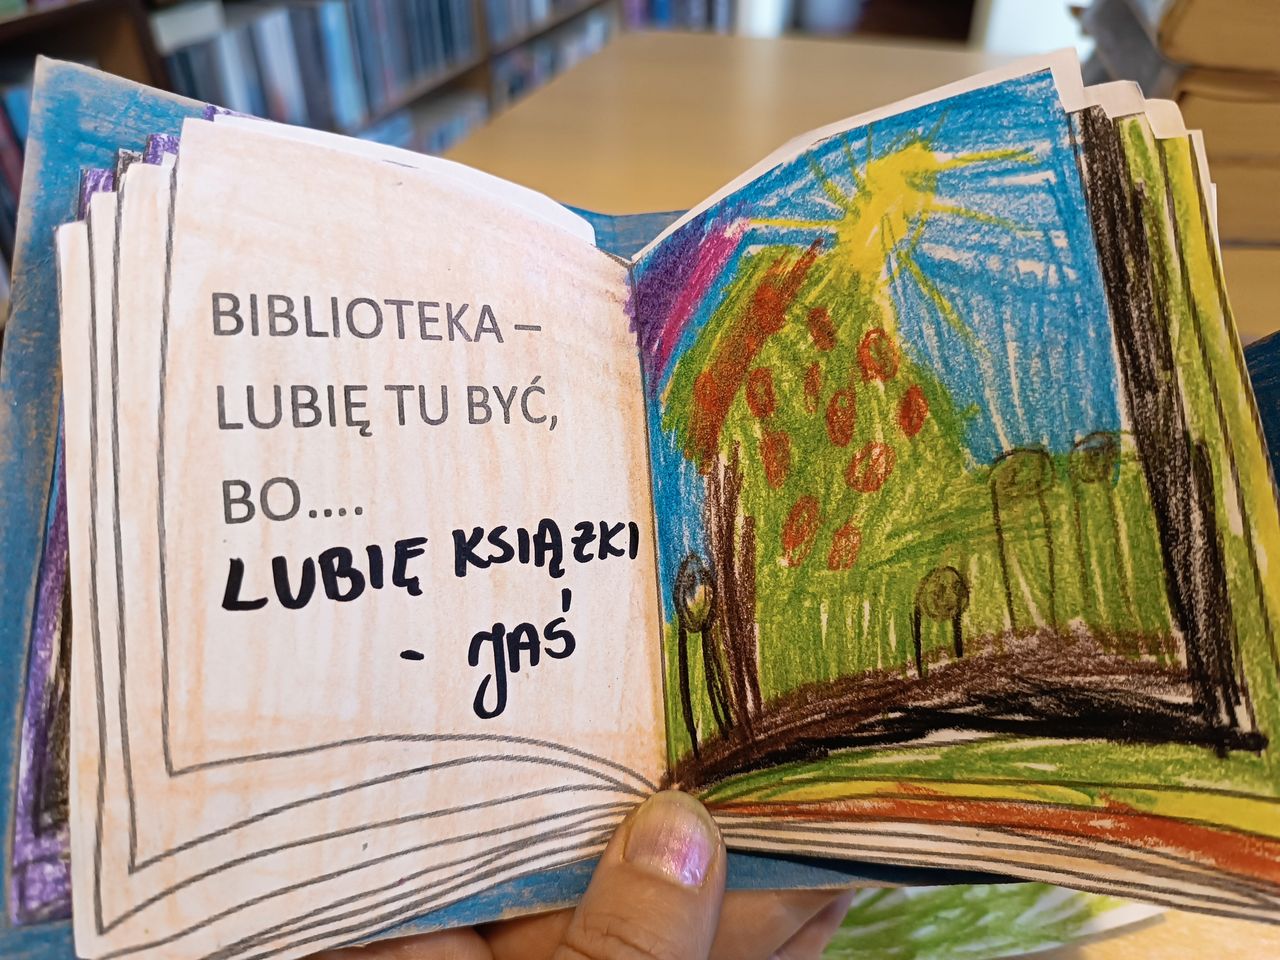 BIBLIOTEKA –
LUBIĘ TU BYĆ,
BO....
LUBIĘ KSIĄŻKI
- JAŚ